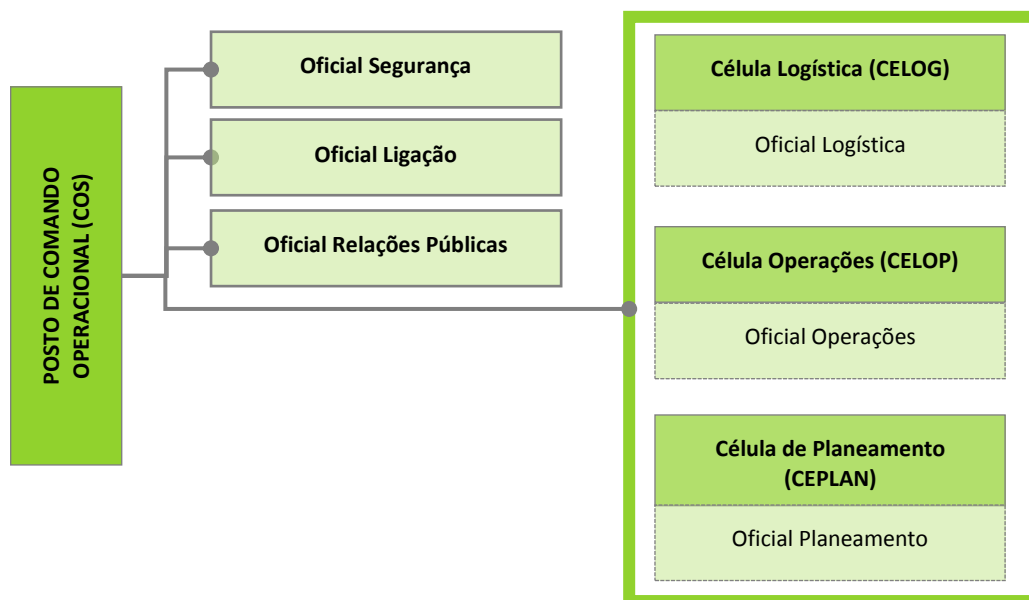 POSTO DE COMANDO
OPERACIONAL (COS)
Oficial Segurança
Oficial Ligação
Oficial Relações Públicas
Célula Logística (CELOG)
Oficial Logística
Célula Operações (CELOP)
Oficial Operações
Célula de Planeamento
(CEPLAN)
Oficial Planeamento